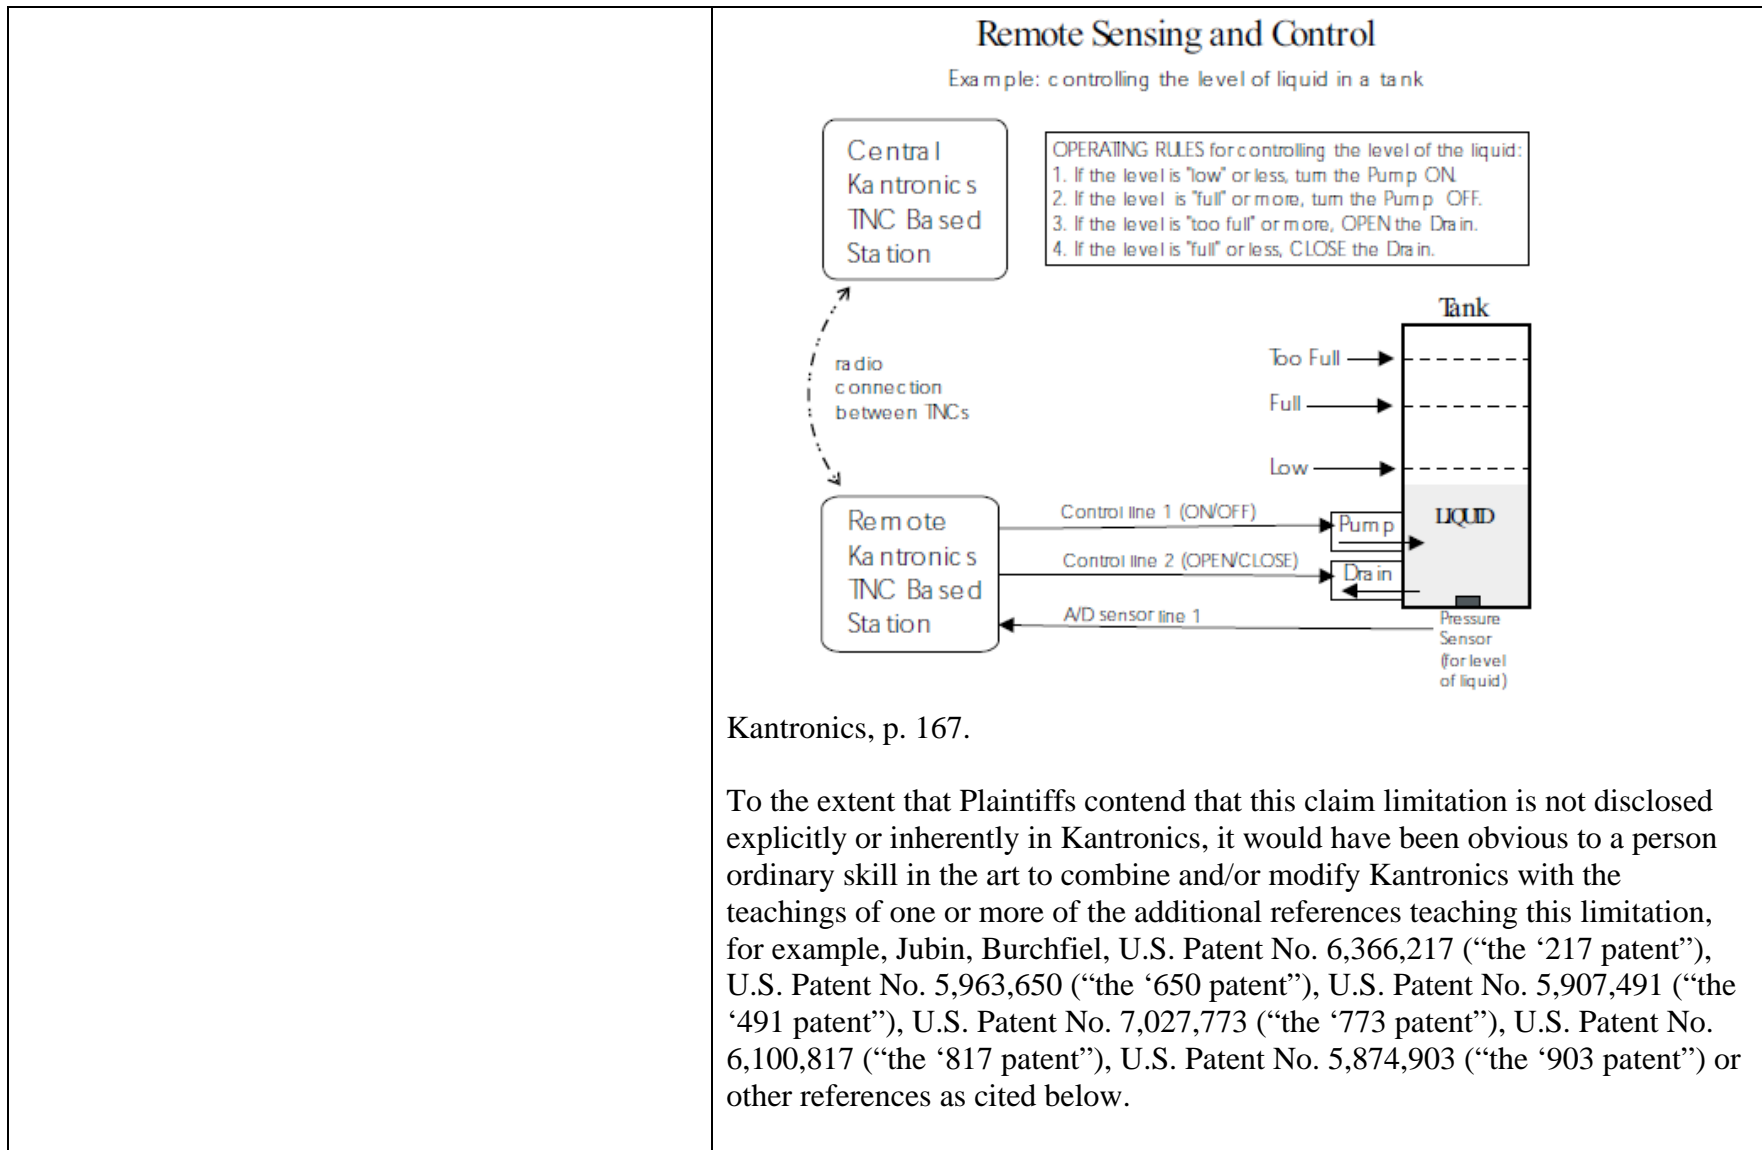 Remote Sensing and Control
Example: controlling the level of liquid in a tank
Central
Kantronics
TNC Based
Station
OPERATING RULES for controlling the level of the liquid:
1. If the level is "low" or less, turn the Pump ON.
2. If the level is "full" or more, turn the Pump OFF.
3. If the level is "too full" or more, OPEN the Drain.
4. If the level is "full" or less, CLOSE the Drain.
radio
connection
between TNCs
Tank
Too Full
Full
Low
Remote
Kantronics
TNC Based
Station
Control line 1 (ON/OFF)
Control line 2 (OPEN/CLOSE)
A/D sensor line 1
Pump
Drain
LIQUID
Pressure
Sensor
(for level
of liquid)
Kantronics, p. 167.
To the extent that Plaintiffs contend that this claim limitation is not disclosed
explicitly or inherently in Kantronics, it would have been obvious to a person
ordinary skill in the art to combine and/or modify Kantronics with the
teachings of one or more of the additional references teaching this limitation,
for example, Jubin, Burchfiel, U.S. Patent No. 6,366,217 (“the ‘217 patent”),
U.S. Patent No. 5,963,650 (“the ‘650 patent”), U.S. Patent No. 5,907,491 (“the
‘491 patent”), U.S. Patent No. 7,027,773 (“the ‘773 patent”), U.S. Patent No.
6,100,817 (“the ‘817 patent”), U.S. Patent No. 5,874,903 (“the ‘903 patent”) or
other references as cited below.